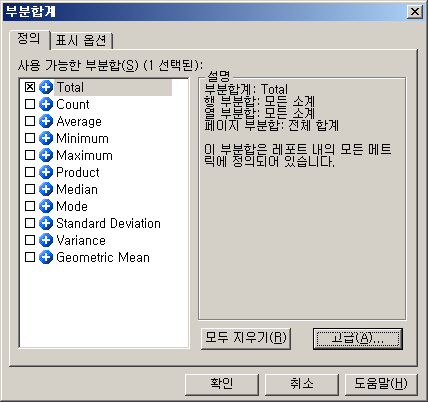 부분합계
정의
표시 옵션
사용 가능한 부분합(S) (1 선택된):
Total
Count
Average
Minimum
Maximum
Product
Median
Mode
Standard Deviation
Variance
Geometric Mean
설명
부분합계: Total
행 부분합: 모든 소계
열 부분합: 모든 소계
페이지 부분합: 전체 합계
이 부분합은 레포트 내의 모든 메트
릭에 정의되어 있습니다.
모두 지우기(R)
고급(A)...
확인
취소
도움말(H)